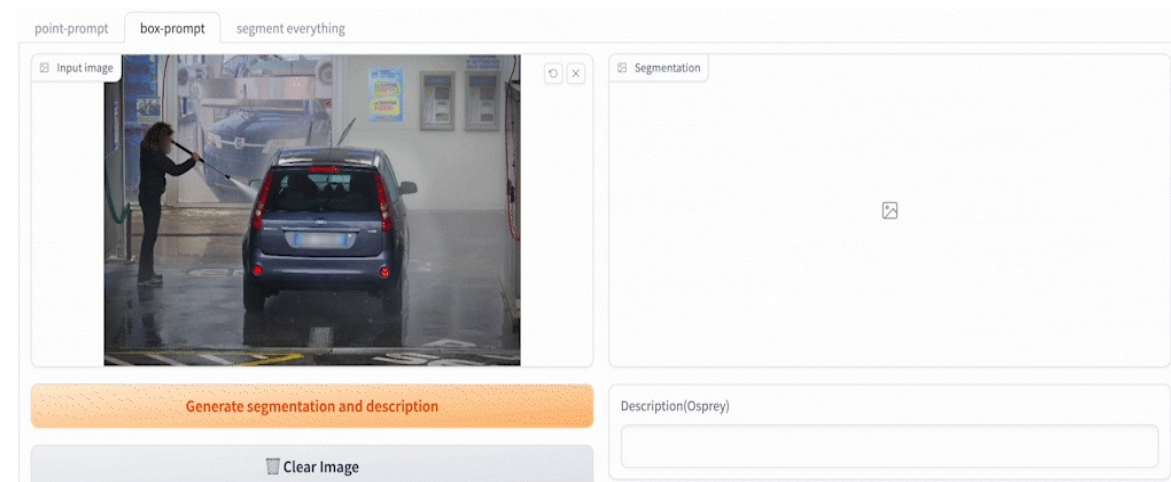 point-prompt
box-prompt
segment everything
Input image
Segmentation
Generate segmentation and description
Description(Osprey)
Clear Image